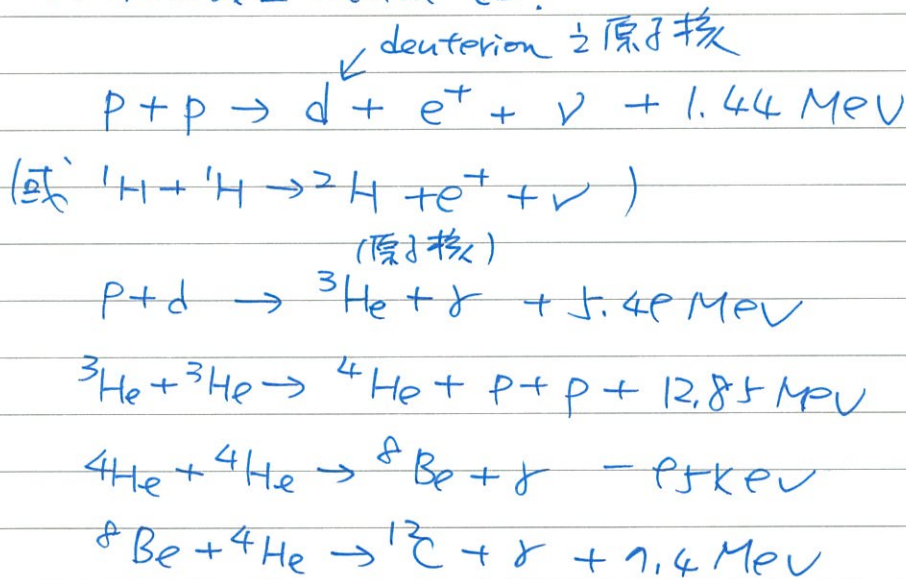 deuterion 之原子核
p + p → d + e⁺ + ν + 1.44 MeV
(或 ¹H + ¹H → ²H + e⁺ + ν )
(原子核)
p + d → ³He + γ + 5.49 MeV
³He + ³He → ⁴He + p + p + 12.85 MeV
⁴He + ⁴He → ⁸Be + γ − 95 keV
⁸Be + ⁴He → ¹²C + γ + 7.4 MeV